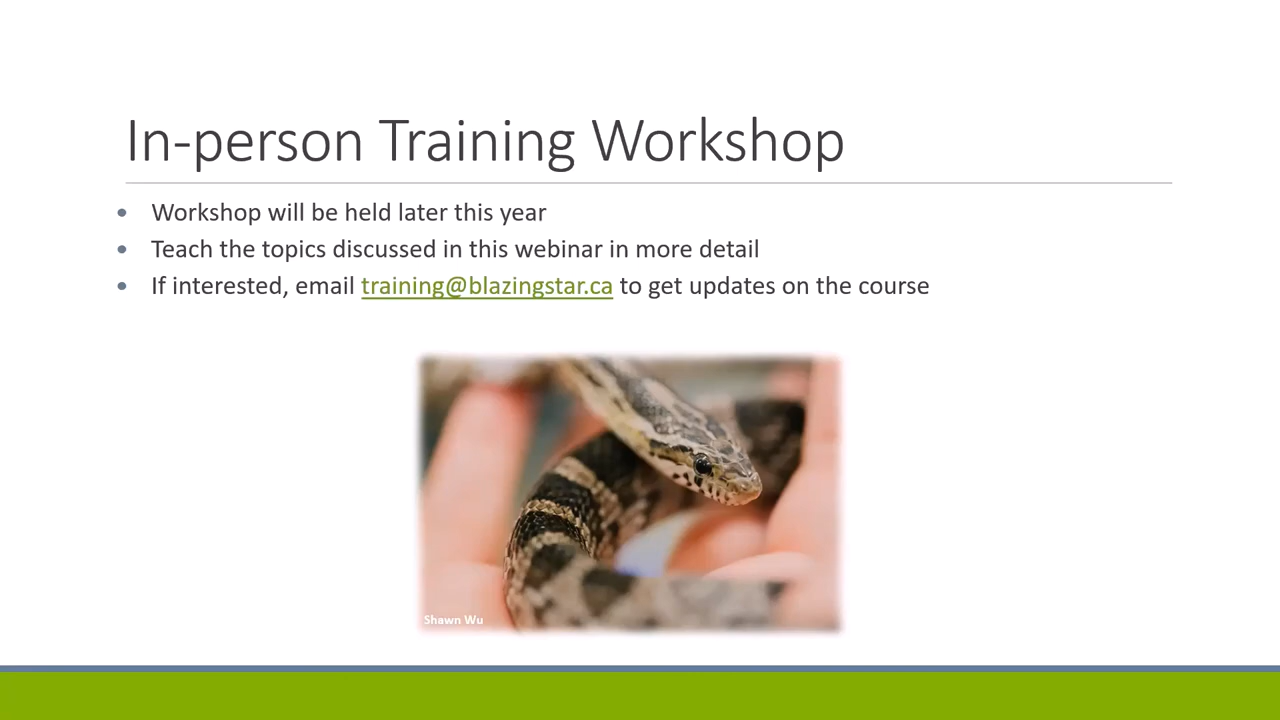 In-person Training Workshop
• Workshop will be held later this year
• Teach the topics discussed in this webinar in more detail
• If interested, email training@blazingstar.ca to get updates on the course
Shawn Wu